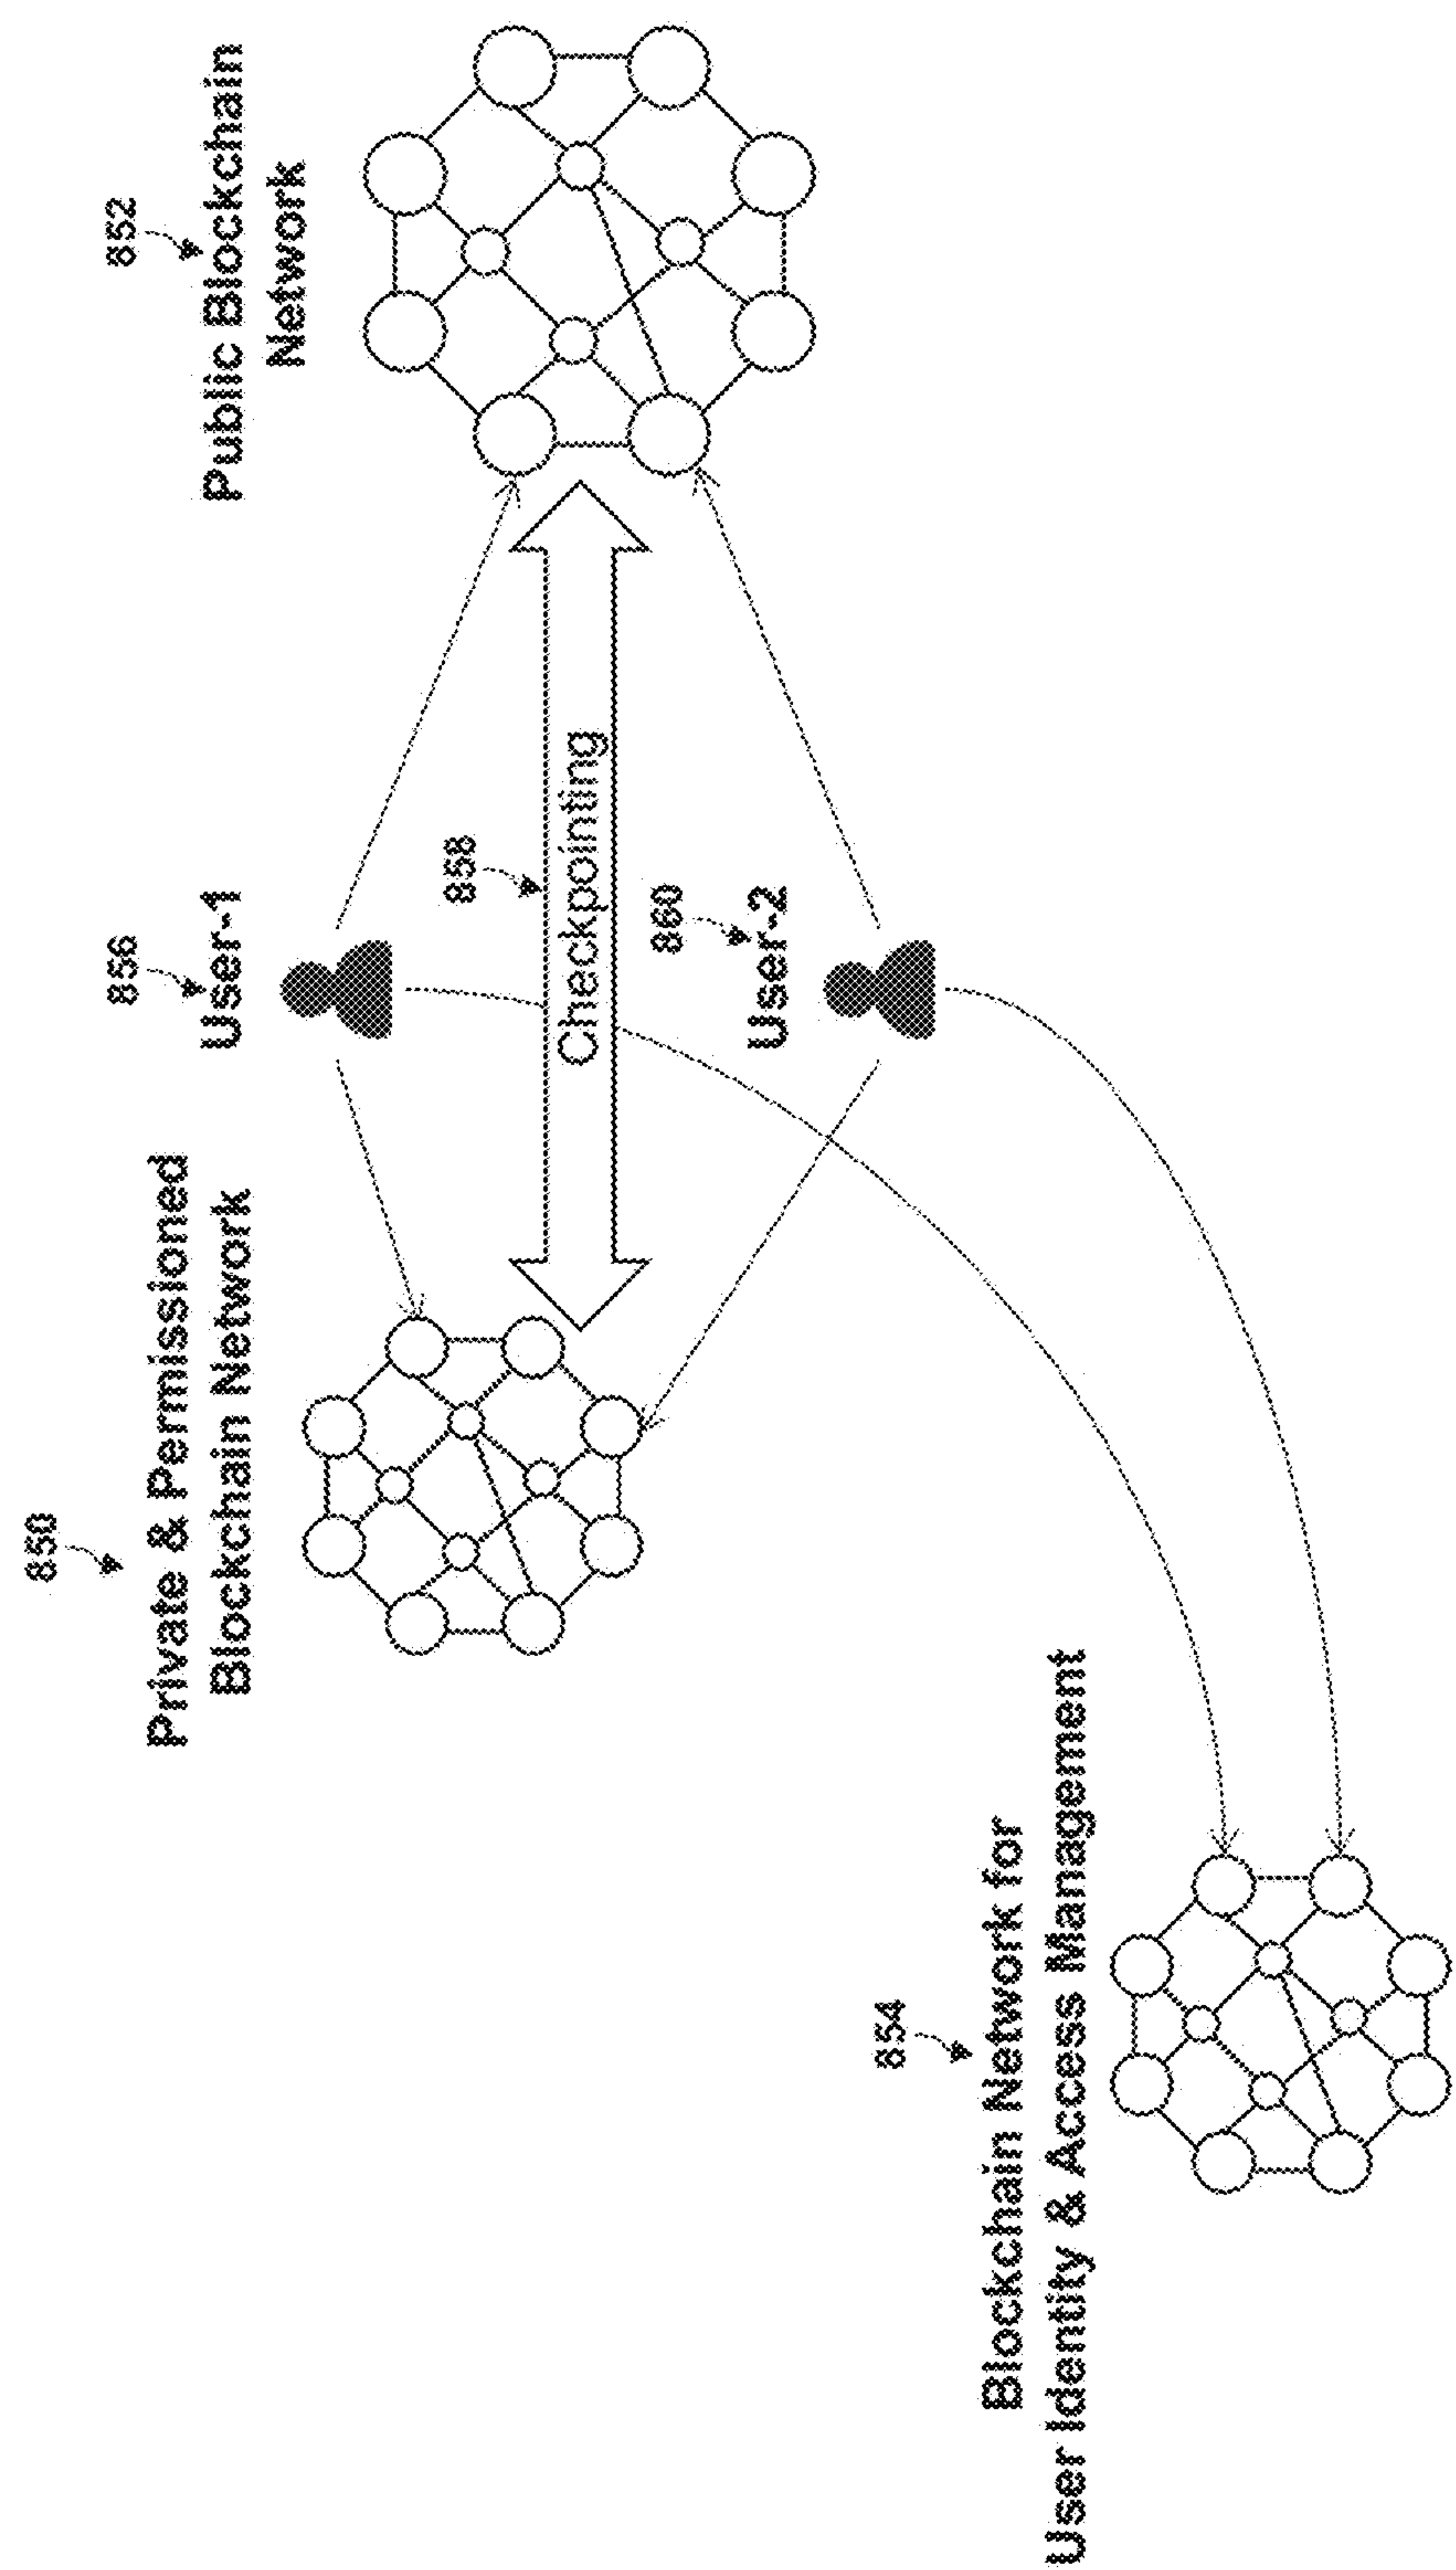 850
Private & Permissioned
Blockchain Network
856
User-1
852
Public Blockchain
Network
858
Checkpointing
860
User-2
854
Blockchain Network for
User Identity & Access Management